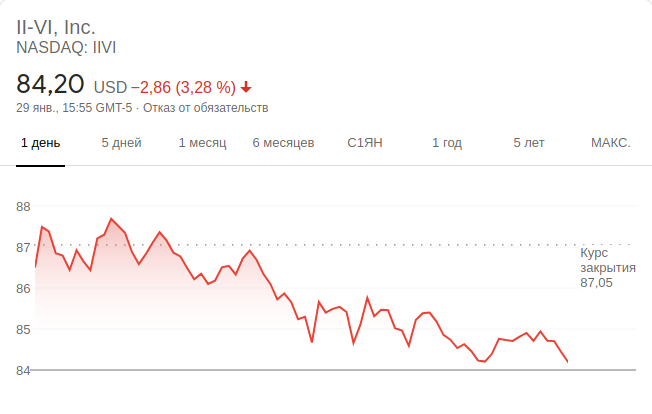 II-VI, Inc.
NASDAQ: IIVI
84,20 USD −2,86 (3,28 %)
29 янв., 15:55 GMT-5 · Отказ от обязательств
1 день 5 дней 1 месяц 6 месяцев С1ЯН 1 год 5 лет МАКС.
88
87
86
85
84
Курс
закрытия
87,05